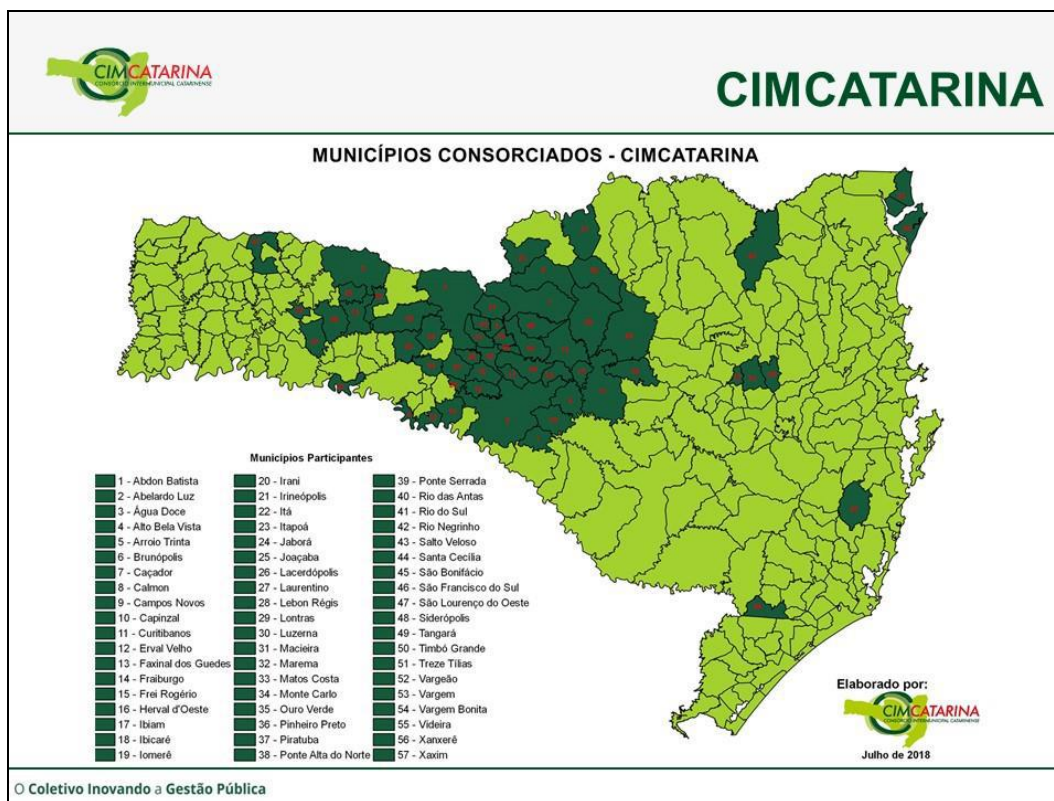 CIMCATARINA
CONSÓRCIO INTERMUNICIPAL CATARINENSE
CIMCATARINA
MUNICÍPIOS CONSORCIADOS - CIMCATARINA
Municípios Participantes
1 - Abdon Batista
2 - Abelardo Luz
3 - Água Doce
4 - Alto Bela Vista
5 - Arroio Trinta
6 - Brunópolis
7 - Caçador
8 - Calmon
9 - Campos Novos
10 - Capinzal
11 - Curitibanos
12 - Erval Velho
13 - Faxinal dos Guedes
14 - Fraiburgo
15 - Frei Rogério
16 - Herval d'Oeste
17 - Ibiam
18 - Ibicaré
19 - Iomerê
20 - Irani
21 - Irineópolis
22 - Itá
23 - Itapoá
24 - Jaborá
25 - Joaçaba
26 - Lacerdópolis
27 - Laurentino
28 - Lebon Régis
29 - Lontras
30 - Luzerna
31 - Macieira
32 - Marema
33 - Matos Costa
34 - Monte Carlo
35 - Ouro Verde
36 - Pinheiro Preto
37 - Piratuba
38 - Ponte Alta do Norte
39 - Ponte Serrada
40 - Rio das Antas
41 - Rio do Sul
42 - Rio Negrinho
43 - Salto Veloso
44 - Santa Cecília
45 - São Bonifácio
46 - São Francisco do Sul
47 - São Lourenço do Oeste
48 - Siderópolis
49 - Tangará
50 - Timbó Grande
51 - Treze Tílias
52 - Vargeão
53 - Vargem
54 - Vargem Bonita
55 - Videira
56 - Xanxerê
57 - Xaxim
Elaborado por:
CIMCATARINA
CONSÓRCIO INTERMUNICIPAL CATARINENSE
Julho de 2018
O Coletivo Inovando a Gestão Pública